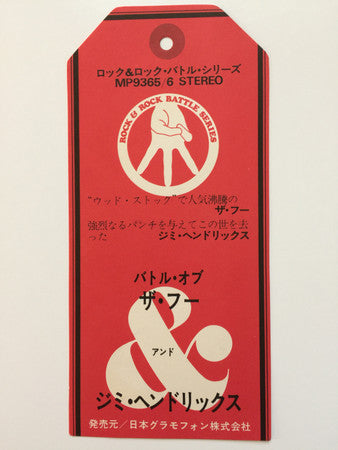 ロック&ロック・バトル・シリーズ
MP9365/6 STEREO
ROCK & ROCK BATTLE SERIES
“ウッド・ストック”で人気沸騰の
ザ・フー
強烈なるパンチを与えてこの世を去
った ジミ・ヘンドリックス
バトル・オブ
ザ・フー
&
アンド
ジミ・ヘンドリックス
発売元/日本グラモフォン株式会社